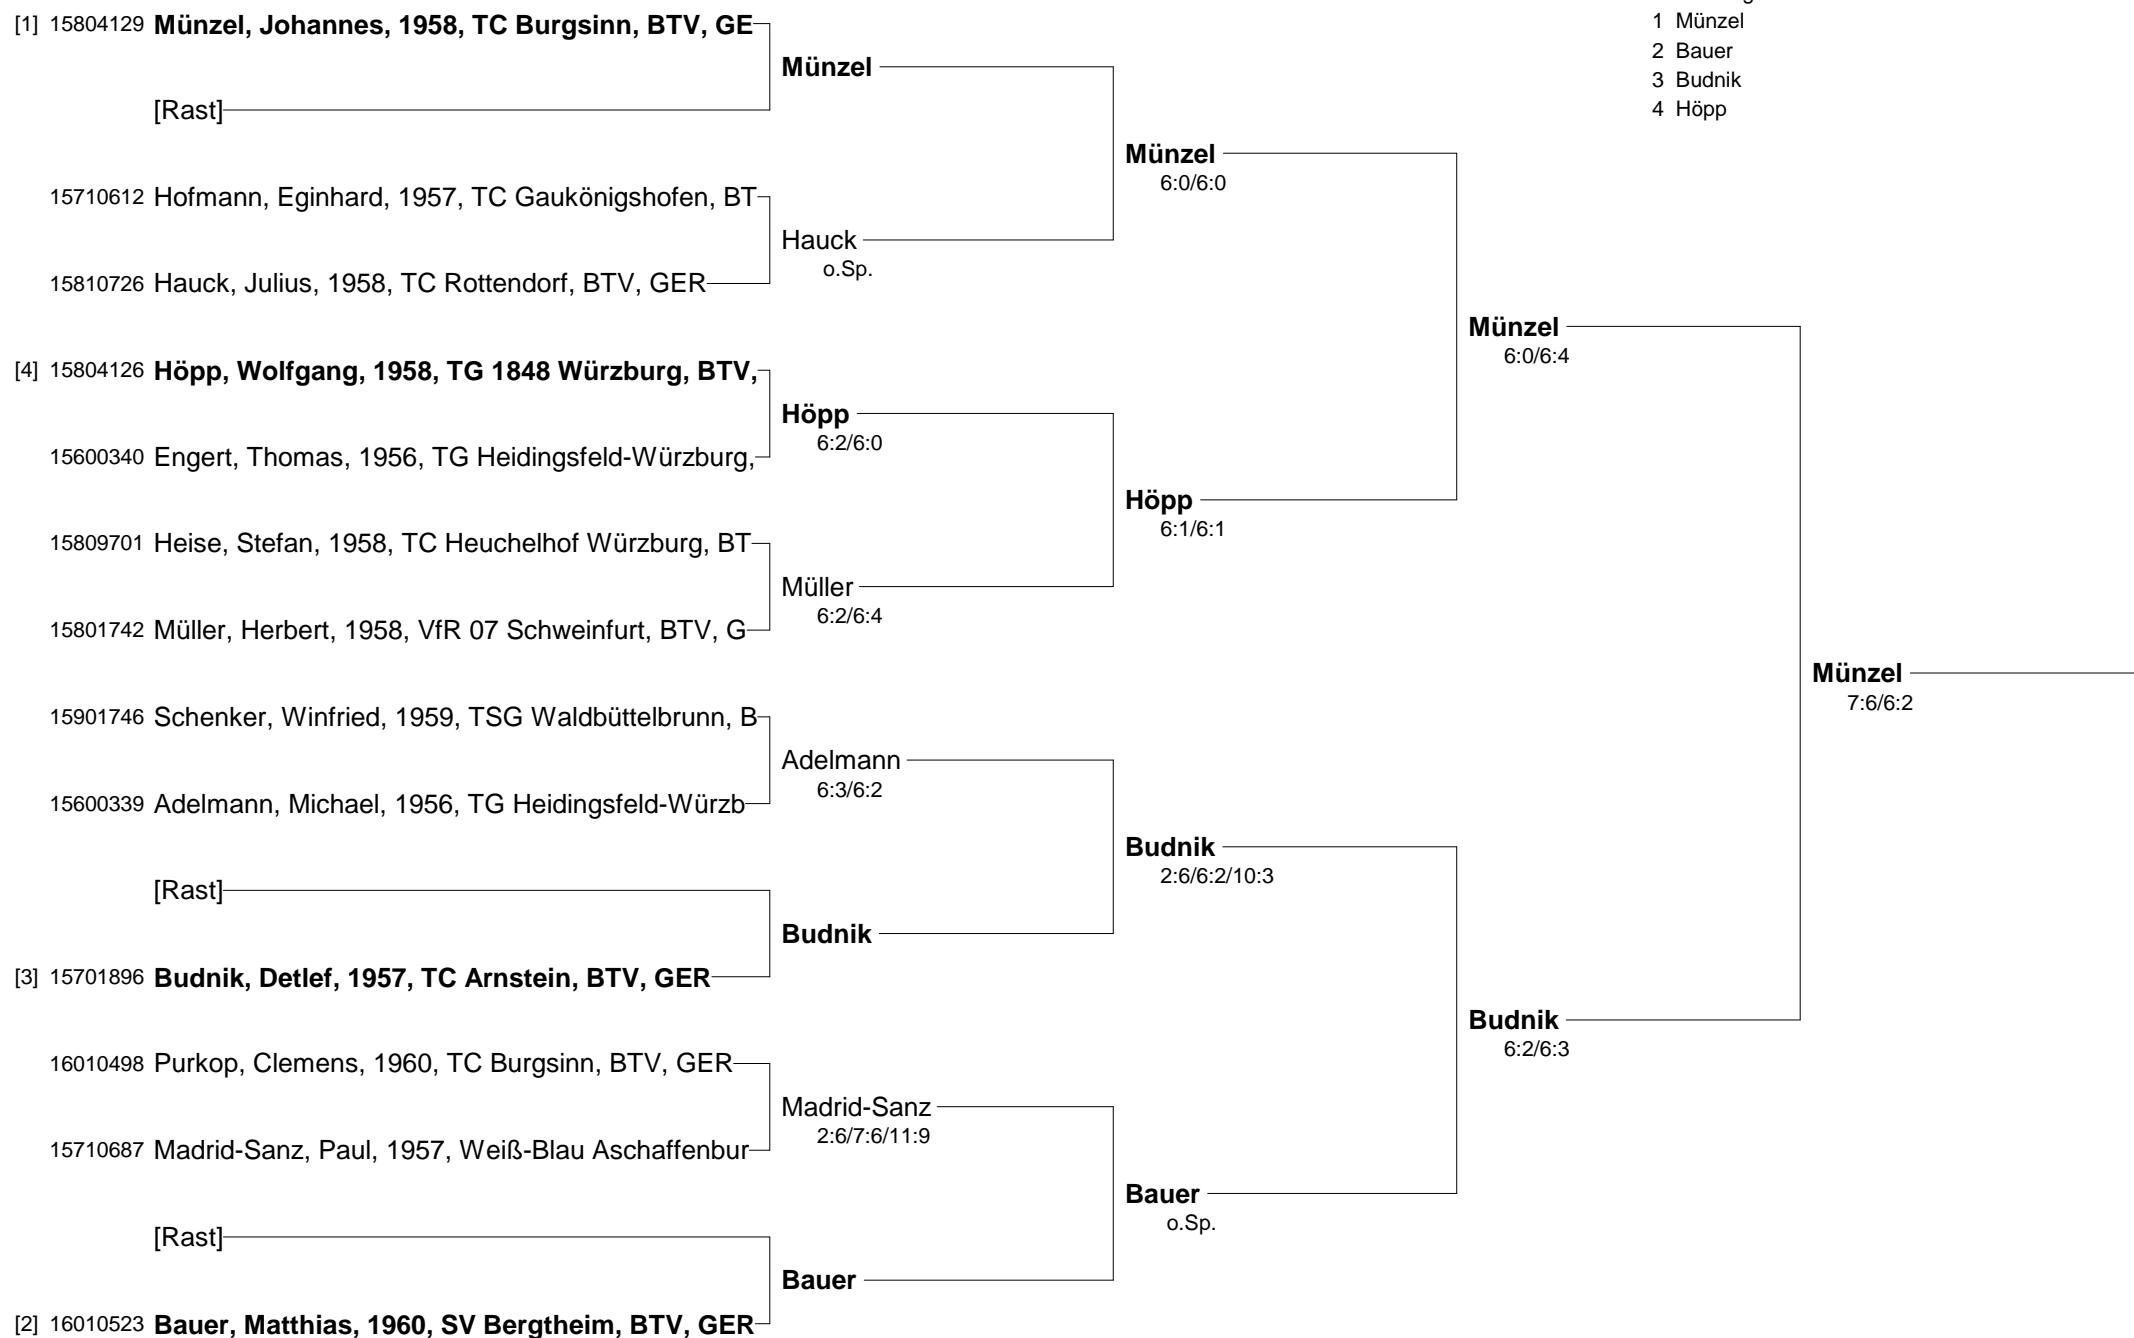 [1] 15804129 Münzel, Johannes, 1958, TC Burgsinn, BTV, GE
[Rast]
15710612 Hofmann, Eginhard, 1957, TC Gaukönigshofen, BT
15810726 Hauck, Julius, 1958, TC Rottendorf, BTV, GER
[4] 15804126 Höpp, Wolfgang, 1958, TG 1848 Würzburg, BTV,
15600340 Engert, Thomas, 1956, TG Heidingsfeld-Würzburg,
15809701 Heise, Stefan, 1958, TC Heuchelhof Würzburg, BT
15801742 Müller, Herbert, 1958, VfR 07 Schweinfurt, BTV, G
15901746 Schenker, Winfried, 1959, TSG Waldbüttelbrunn, B
15600339 Adelmann, Michael, 1956, TG Heidingsfeld-Würzb
[Rast]
[3] 15701896 Budnik, Detlef, 1957, TC Arnstein, BTV, GER
16010498 Purkop, Clemens, 1960, TC Burgsinn, BTV, GER
15710687 Madrid-Sanz, Paul, 1957, Weiß-Blau Aschaffenbur
[Rast]
[2] 16010523 Bauer, Matthias, 1960, SV Bergtheim, BTV, GER
Münzel
Hauck
o.Sp.
Höpp
6:2/6:0
Müller
6:2/6:4
Adelmann
6:3/6:2
Budnik
Madrid-Sanz
2:6/7:6/11:9
Bauer
Münzel
6:0/6:0
Höpp
6:1/6:1
Budnik
2:6/6:2/10:3
Bauer
o.Sp.
Münzel
6:0/6:4
Budnik
6:2/6:3
Münzel
7:6/6:2
1 Münzel
2 Bauer
3 Budnik
4 Höpp